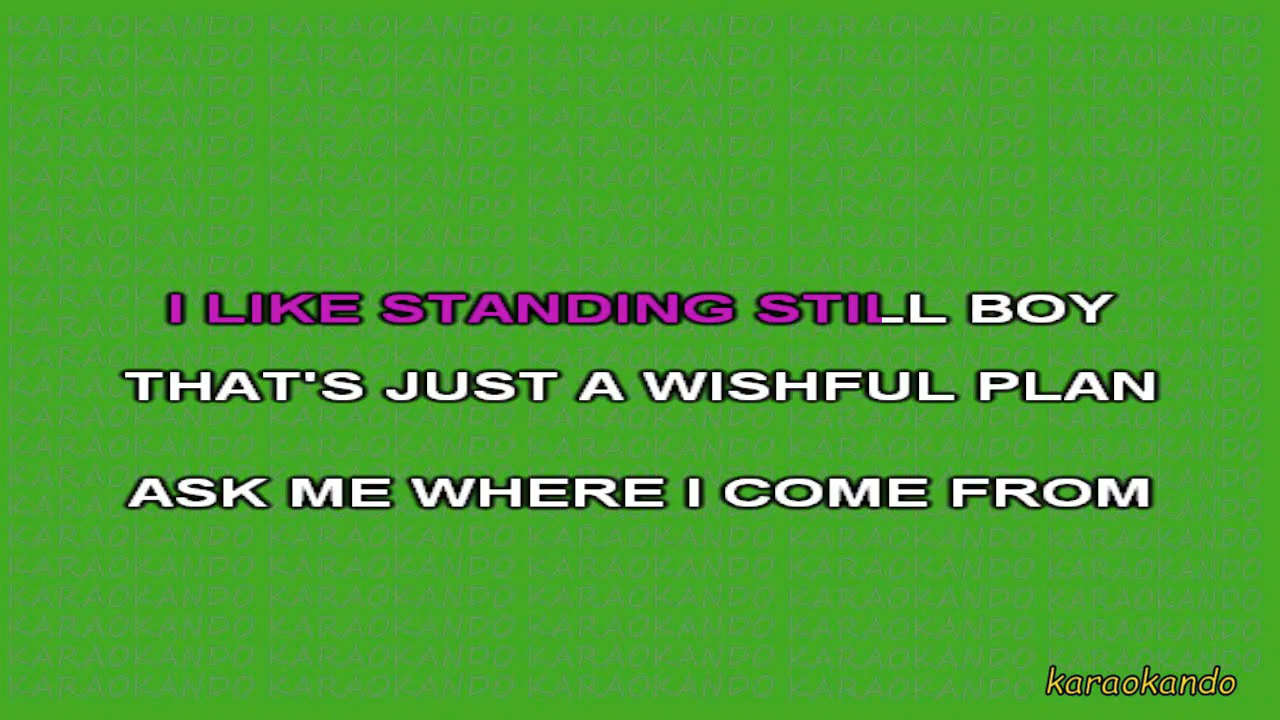 I LIKE STANDING STILL BOY
THAT'S JUST A WISHFUL PLAN
ASK ME WHERE I COME FROM
karaokando